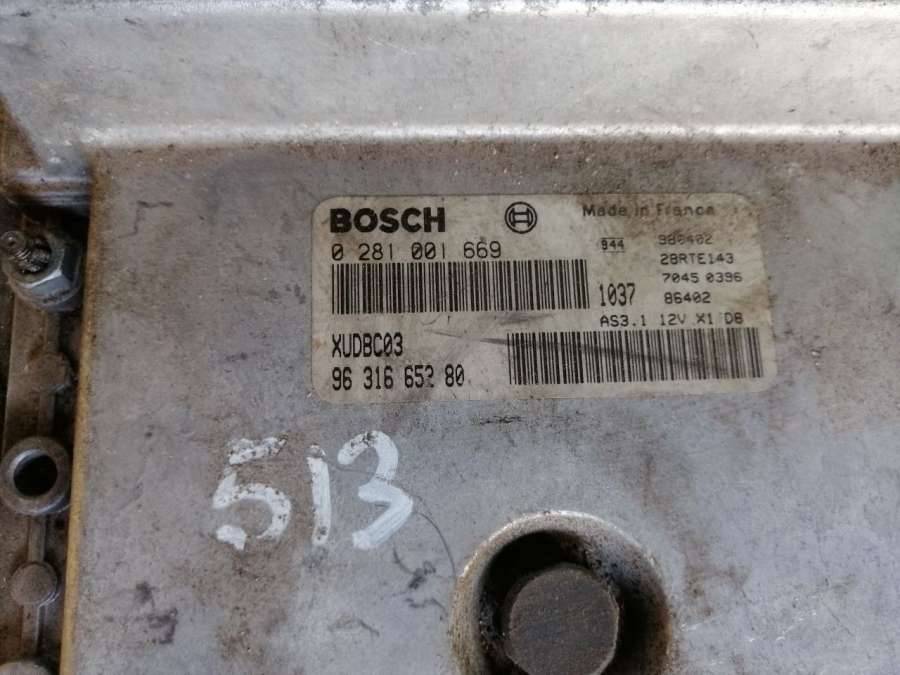 BOSCH
Made in France
0 281 001 669
944 980402
28RTE143
7045 0396
1037 86402
AS3.1 12V X1 D8
XUDBC03
96 316 652 80
513